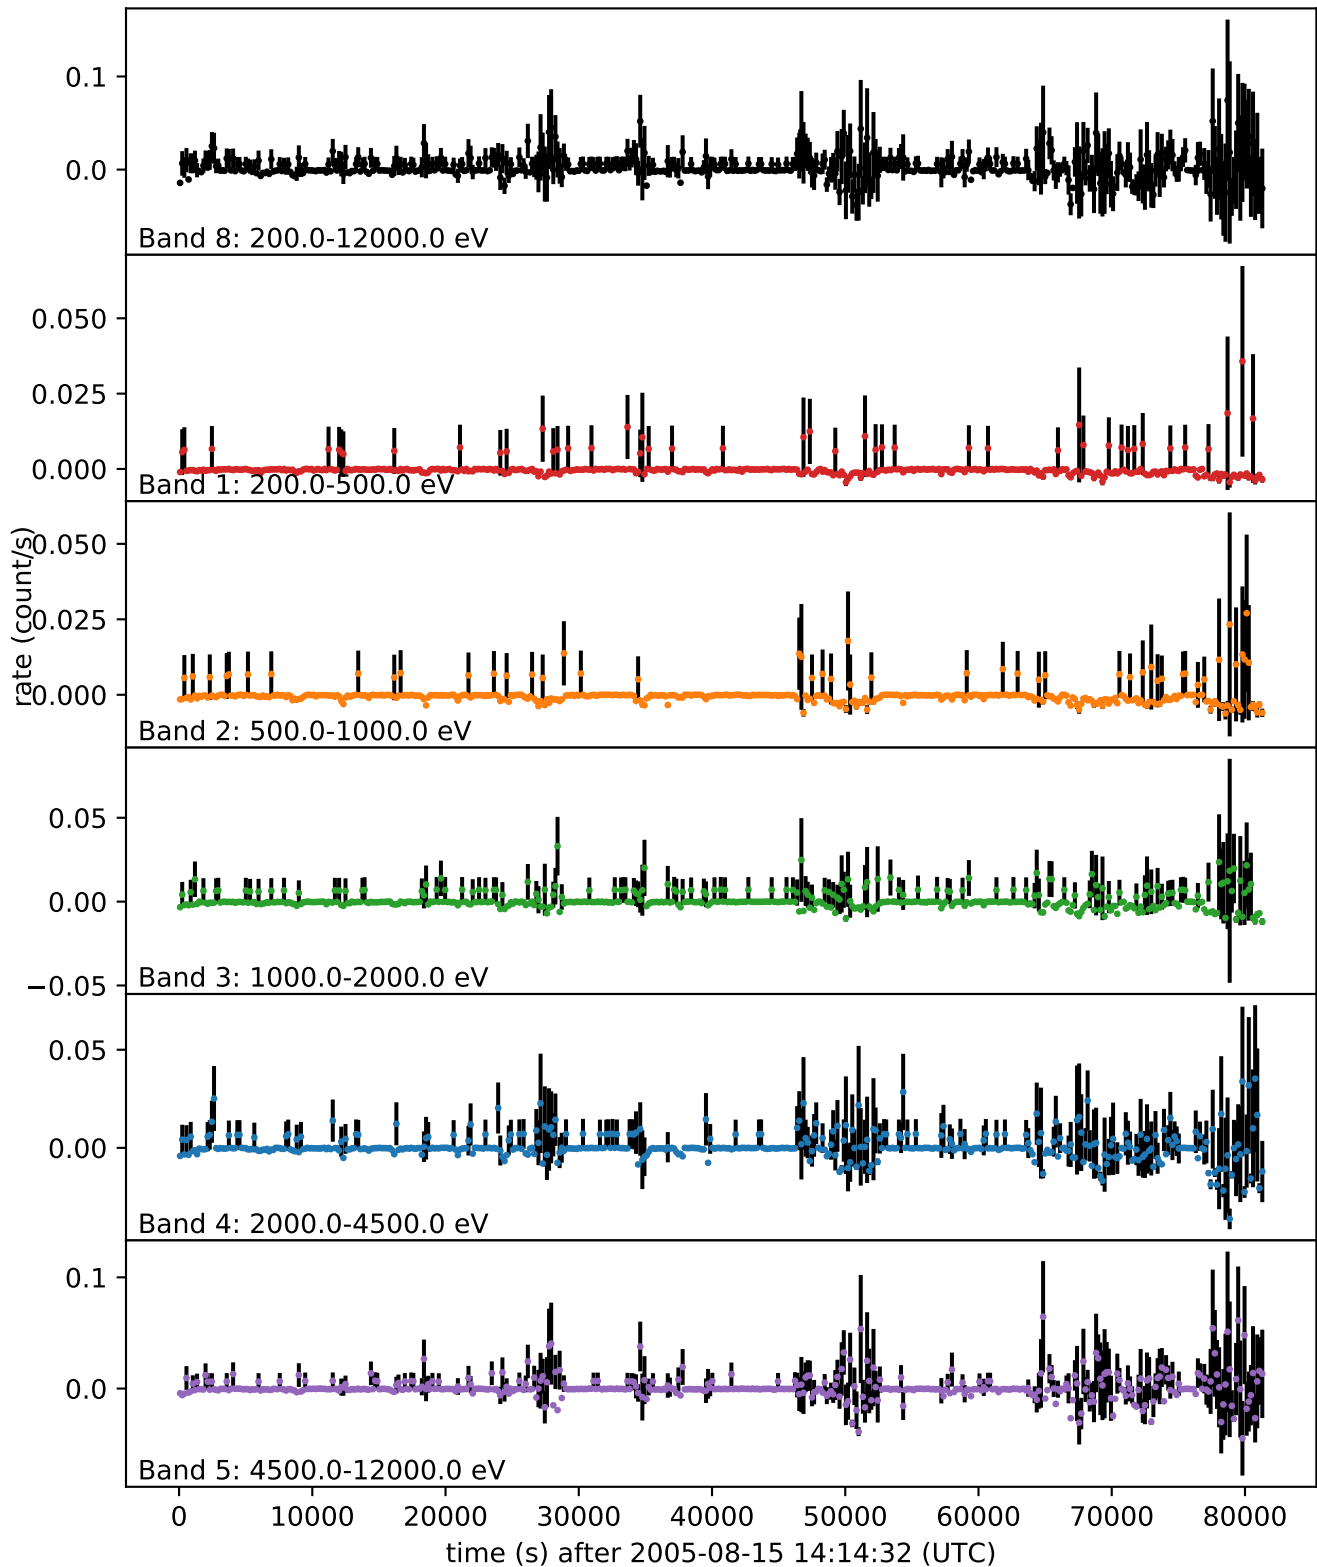 0.1
0.0
Band 8: 200.0-12000.0 eV
0.050
0.025
0.000
Band 1: 200.0-500.0 eV
rate (count/s)
0.050
0.025
0.000
Band 2: 500.0-1000.0 eV
0.05
0.00
−0.05
Band 3: 1000.0-2000.0 eV
0.05
0.00
Band 4: 2000.0-4500.0 eV
0.1
0.0
Band 5: 4500.0-12000.0 eV
0 10000 20000 30000 40000 50000 60000 70000 80000
time (s) after 2005-08-15 14:14:32 (UTC)